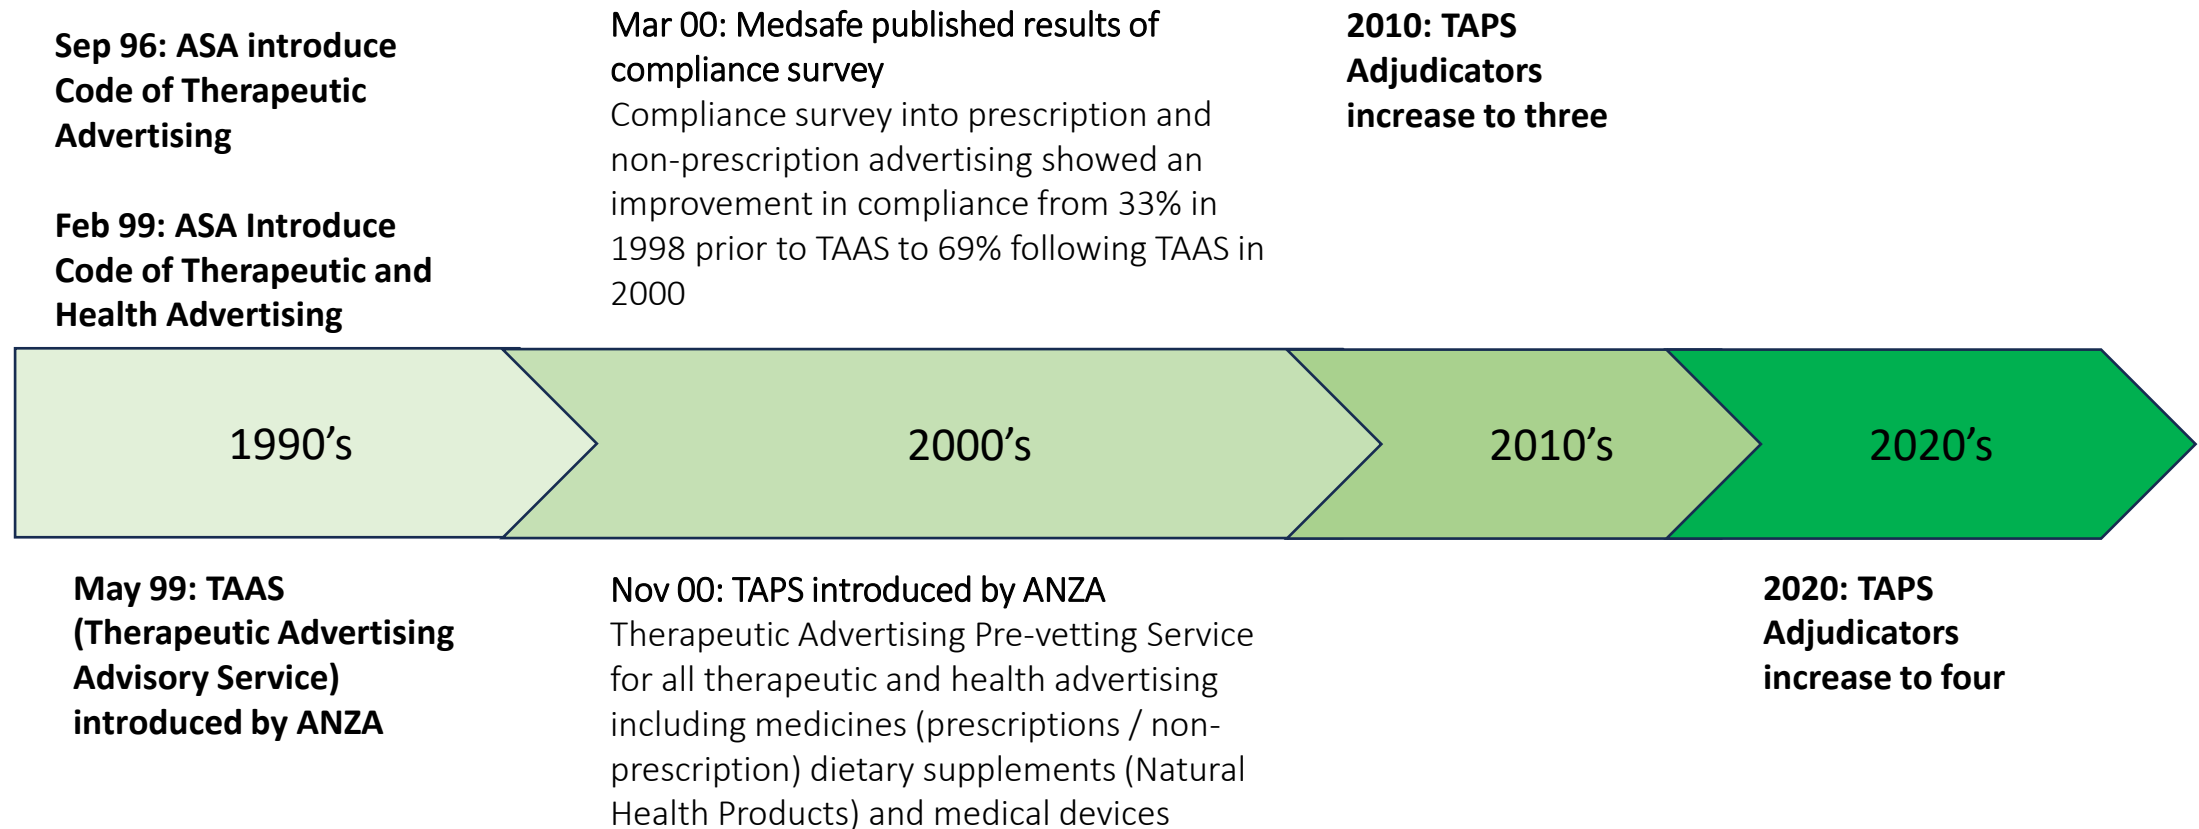 Sep 96: ASA introduce
Code of Therapeutic
Advertising
Feb 99: ASA Introduce
Code of Therapeutic and
Health Advertising
Mar 00: Medsafe published results of
compliance survey
Compliance survey into prescription and
non-prescription advertising showed an
improvement in compliance from 33% in
1998 prior to TAAS to 69% following TAAS in
2000
2010: TAPS
Adjudicators
increase to three
1990’s
2000’s
2010’s
2020’s
May 99: TAAS
(Therapeutic Advertising
Advisory Service)
introduced by ANZA
Nov 00: TAPS introduced by ANZA
Therapeutic Advertising Pre-vetting Service
for all therapeutic and health advertising
including medicines (prescriptions / non-
prescription) dietary supplements (Natural
Health Products) and medical devices
2020: TAPS
Adjudicators
increase to four